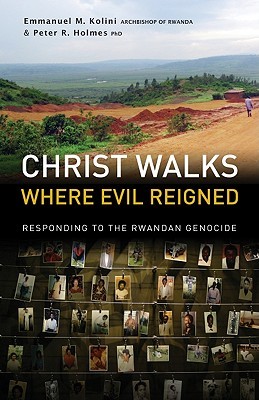 Emmanuel M. Kolini ARCHBISHOP OF RWANDA
& Peter R. Holmes PhD
CHRIST WALKS
WHERE EVIL REIGNED
RESPONDING TO THE RWANDAN GENOCIDE